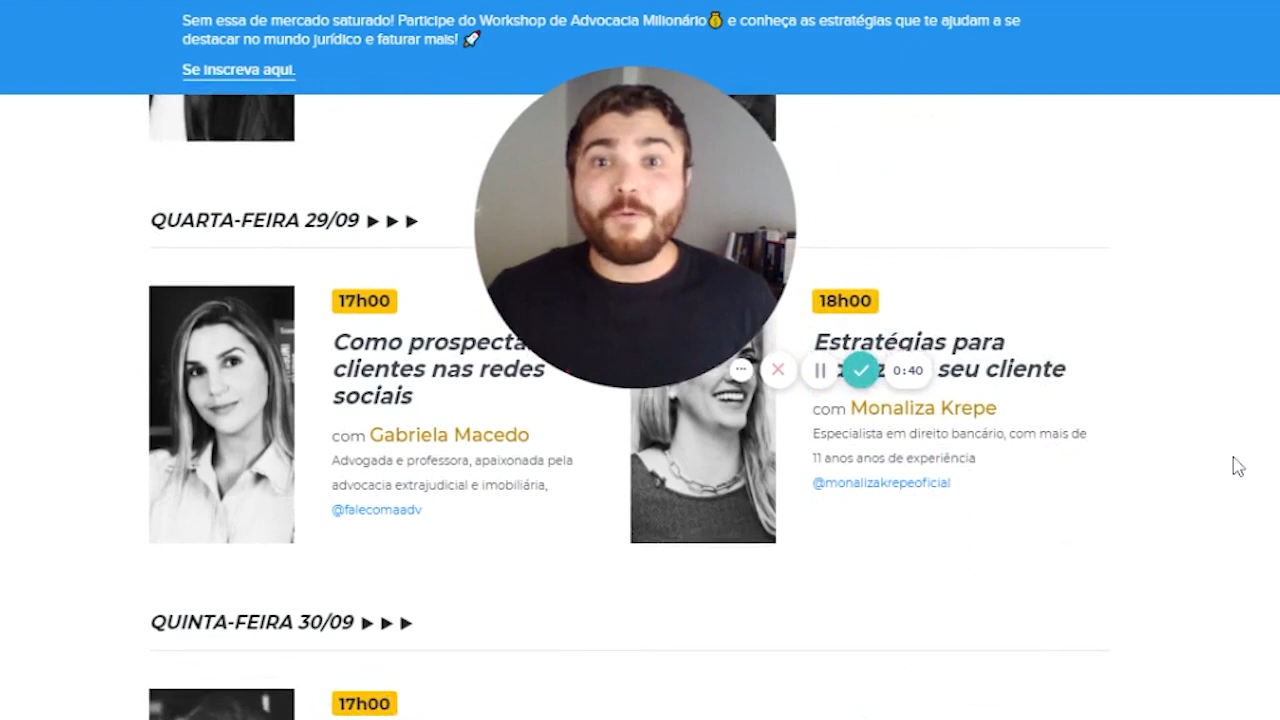 Sem essa de mercado saturado! Participe do Workshop de Advocacia Milionário💰 e conheça as estratégias que te ajudam a se
destacar no mundo jurídico e faturar mais! 🚀
Se inscreva aqui.
QUARTA-FEIRA 29/09 ▶ ▶ ▶
17h00
Como
clientes nas redes
sociais
com Gabriela Macedo
Advogada e professora, apaixonada pela
advocacia extrajudicial e imobiliária,
@falecomaadv
18h00
Estratégias para
seu cliente
com Monaliza Krepe
Especialista em direito bancário, com mais de
11 anos anos de experiência
@monalizakrepeoficial
0:40
QUINTA-FEIRA 30/09 ▶ ▶ ▶
17h00